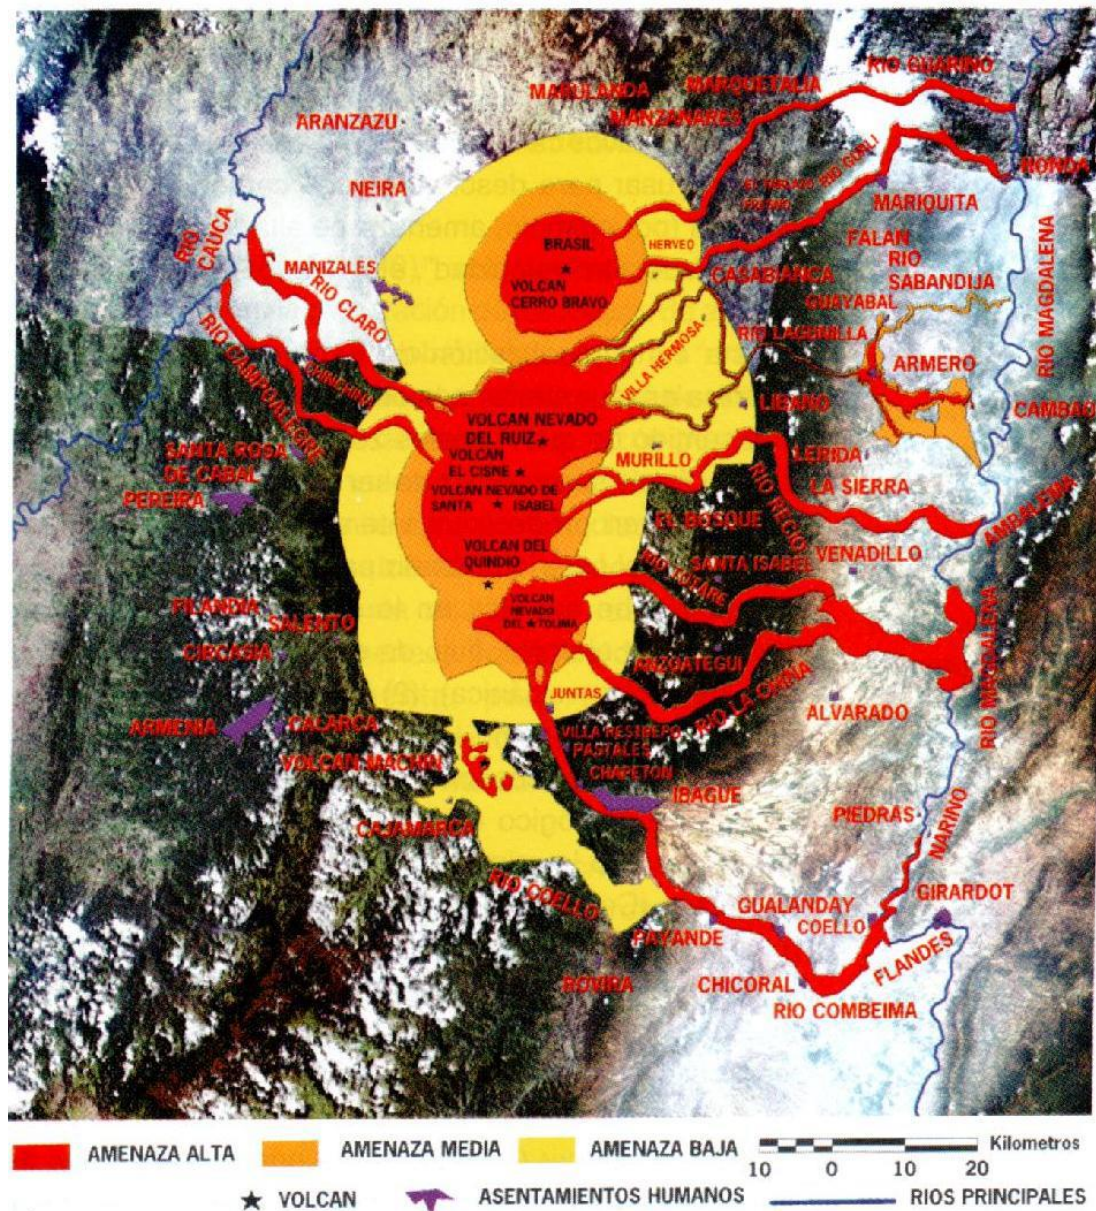 RIO GUARINO
MARQUETALIA
MARULANDA
MANZANARES
ARANZAZU
NEIRA
RIO GUALI
HONDA
MARIQUITA
RIO CAUCA
MANIZALES
RIO CLARO
BRASIL
HERVEO
VOLCAN
CERRO BRAVO
CASABIANCA
FALAN
RIO
SABANDIJA
GUAYABAL
RIO MAGDALENA
RIO LAGUNILLA
VILLA HERMOSA
ARMERO
CAMBAO
LIBANO
RIO CAMPOALEGRE
CHINCHINA
VOLCAN NEVADO
DEL RUIZ
VOLCAN
EL CISNE
VOLCAN NEVADO DE
SANTA ISABEL
SANTA ROSA
DE CABAL
PEREIRA
MURILLO
LERIDA
LA SIERRA
RIO RECIO
AMBALEMA
EL BOSQUE
VENADILLO
VOLCAN DEL
QUINDIO
SANTA ISABEL
RIO TOTARE
VOLCAN
NEVADO
DEL TOLIMA
FILANDIA
SALENTO
CIRCASIA
ANZOATEGUI
RIO LA CHINA
RIO MAGDALENA
JUNTAS
ALVARADO
ARMENIA
CALARCA
VILLA RESTREPO
PASTALES
VOLCAN MACHIN
CHAPETON
IBAGUE
CAJAMARCA
PIEDRAS
NARINO
RIO COELLO
GUALANDAY
GIRARDOT
COELLO
PAYANDE
FLANDES
ROVIRA
CHICORAL
RIO COMBEIMA
AMENAZA ALTA
AMENAZA MEDIA
AMENAZA BAJA
Kilometros
10 0 10 20
VOLCAN
ASENTAMIENTOS HUMANOS
RIOS PRINCIPALES